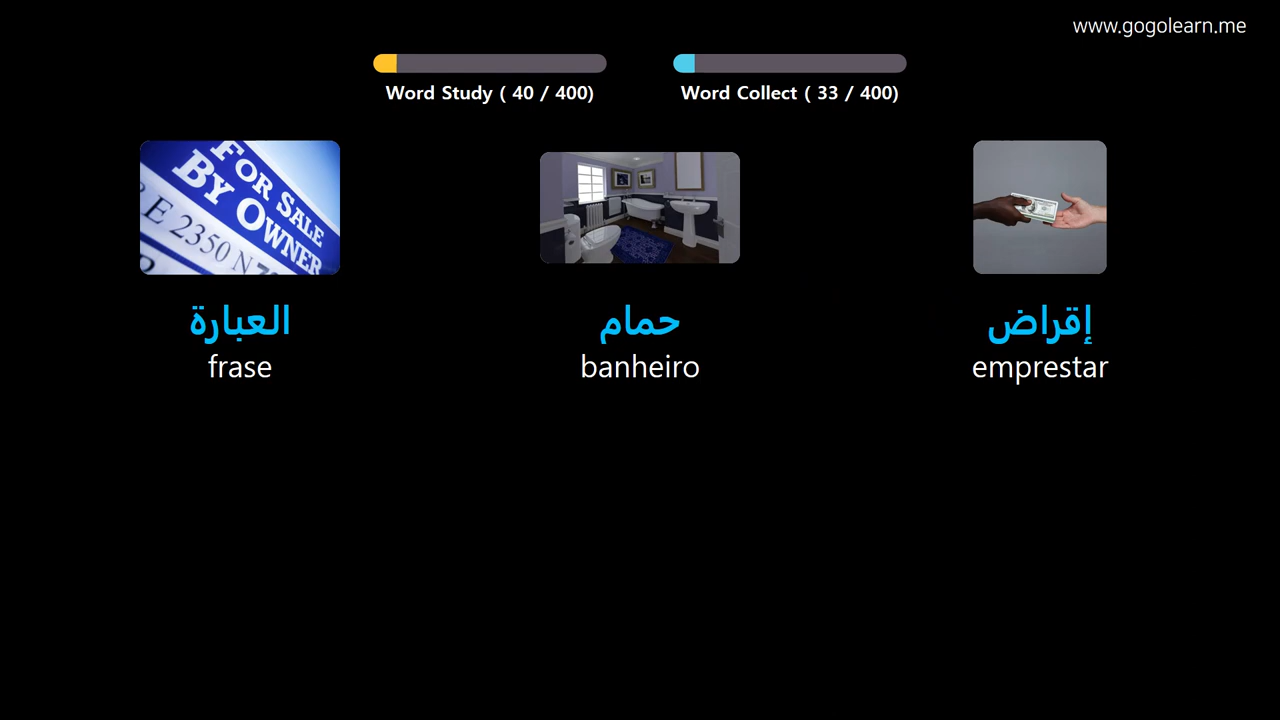 www.gogolearn.me
Word Study ( 40 / 400)
Word Collect ( 33 / 400)
FOR SALE
BY OWNER
E 2350 N
العبارة
frase
حمام
banheiro
إقراض
emprestar